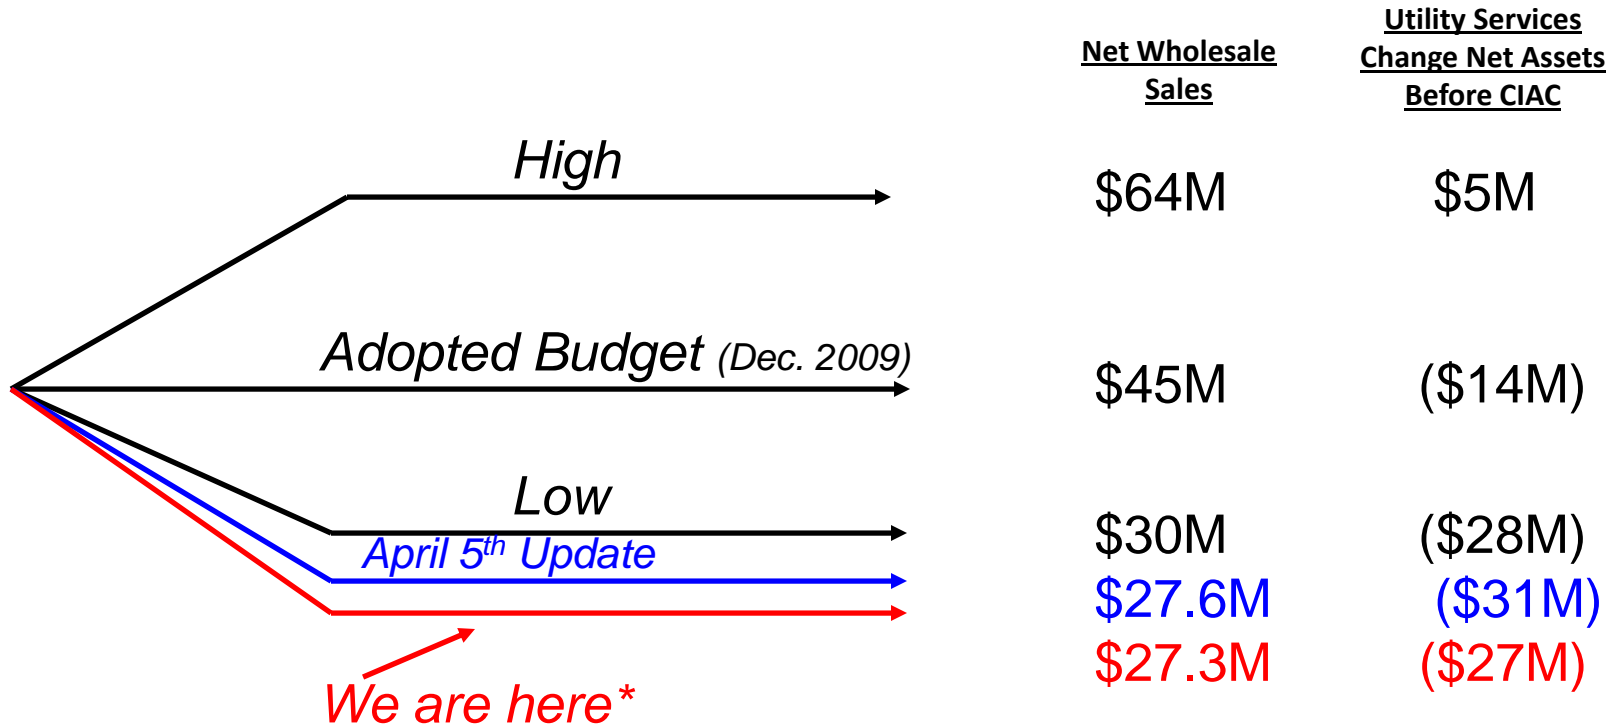 Net Wholesale
Sales
Utility Services
Change Net Assets
Before CIAC
High
$64M
$5M
Adopted Budget (Dec. 2009)
$45M
($14M)
Low
$30M
($28M)
April 5th Update
$27.6M
($31M)
$27.3M
($27M)
We are here*